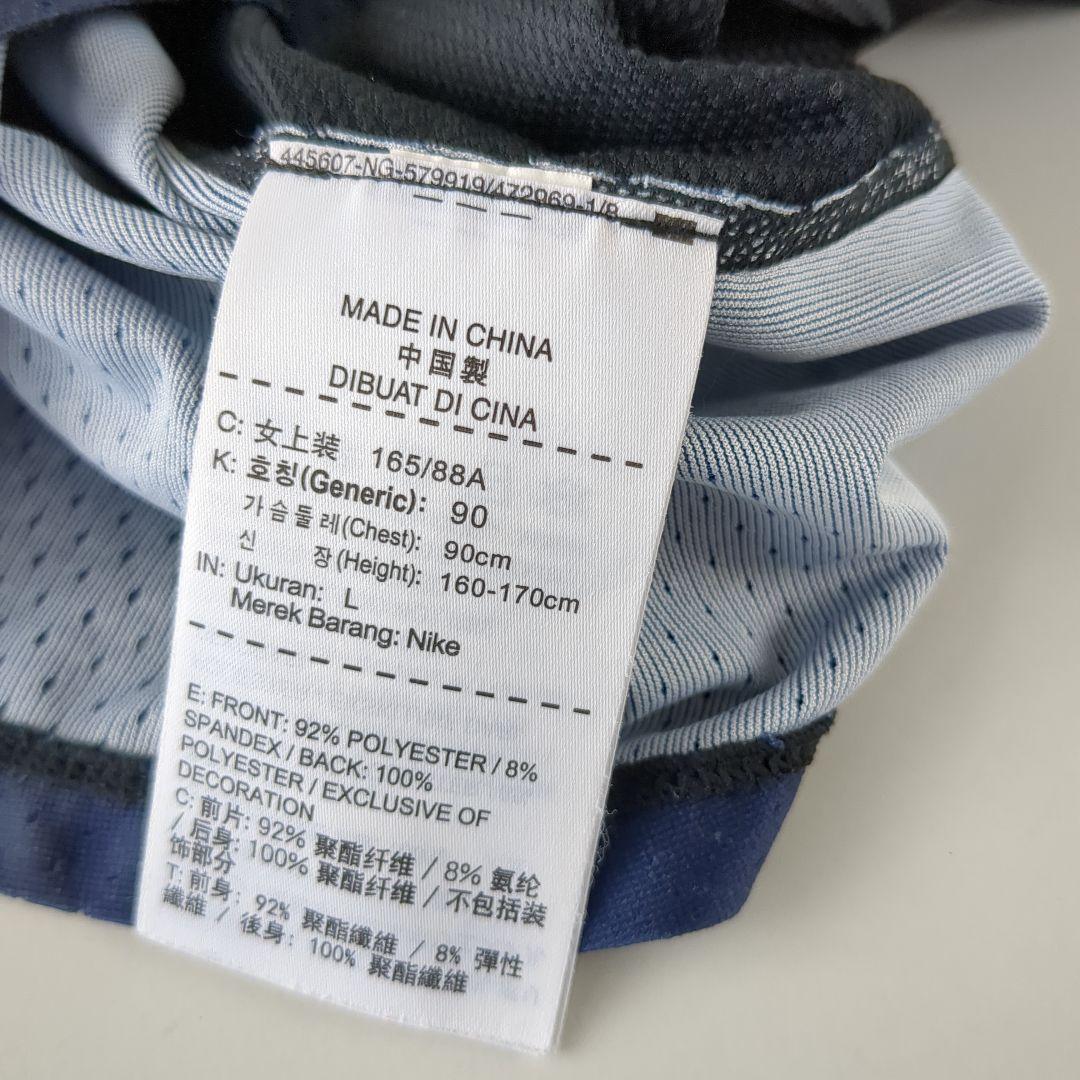 445607-NG-579919/472969-1/8
MADE IN CHINA
中国製
DIBUAT DI CINA
C: 女上装 165/88A
K: 호칭(Generic): 90
가슴둘레(Chest): 90cm
신 장(Height): 160-170cm
IN: Ukuran: L
Merek Barang: Nike
E: FRONT: 92% POLYESTER / 8%
SPANDEX / BACK: 100%
POLYESTER / EXCLUSIVE OF
DECORATION
C: 前片: 92% 聚酯纤维 / 8% 氨纶
/ 后身: 100% 聚酯纤维 / 不包括装
饰部分
T: 前身: 92% 聚酯纖維 / 8% 彈性
纖維 / 後身: 100% 聚酯纖維